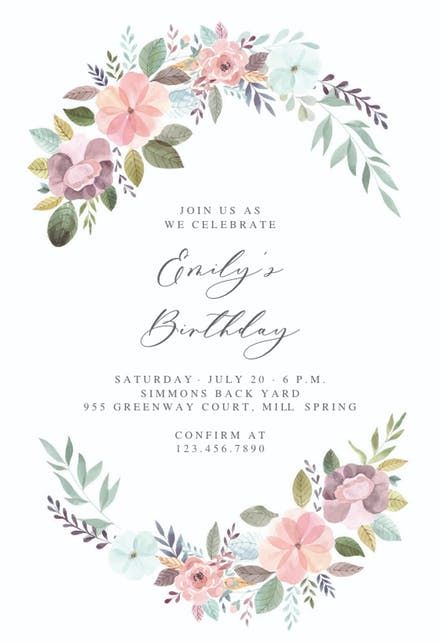 JOIN US AS
WE CELEBRATE
Emily's
Birthday
SATURDAY · JULY 20 · 6 P.M.
SIMMONS BACK YARD
955 GREENWAY COURT, MILL SPRING
CONFIRM AT
123.456.7890